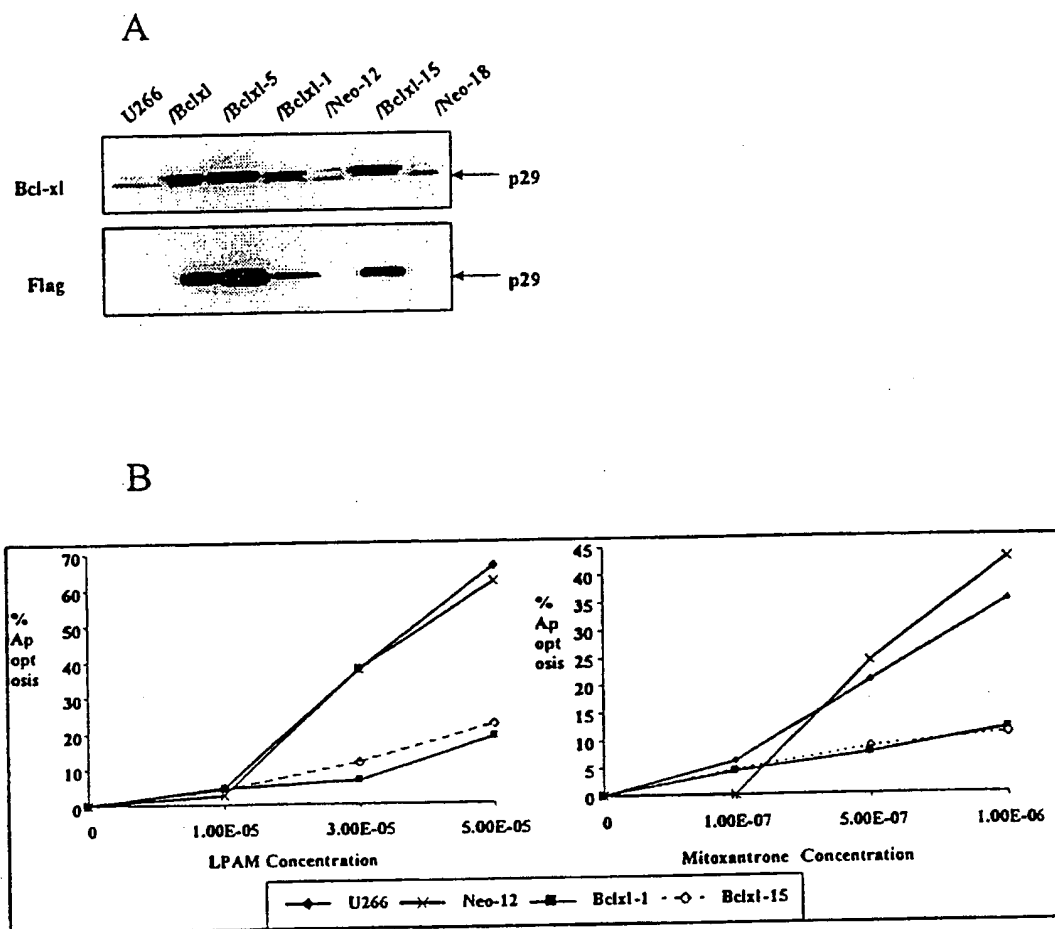 A
U266 /Bclxl /Bclxl-5 /Bclxl-1 /Neo-12 /Bclxl-15 /Neo-18
Bcl-xl
p29
Flag
p29
B
70
60
50
40
30
20
10
0
%
Ap
opt
osis
0 1.00E-05 3.00E-05 5.00E-05
LPAM Concentration
45
40
35
30
25
20
15
10
5
0
%
Ap
opt
osis
0 1.00E-07 5.00E-07 1.00E-06
Mitoxantrone Concentration
U266 Neo-12 Bclxl-1 Bclxl-15